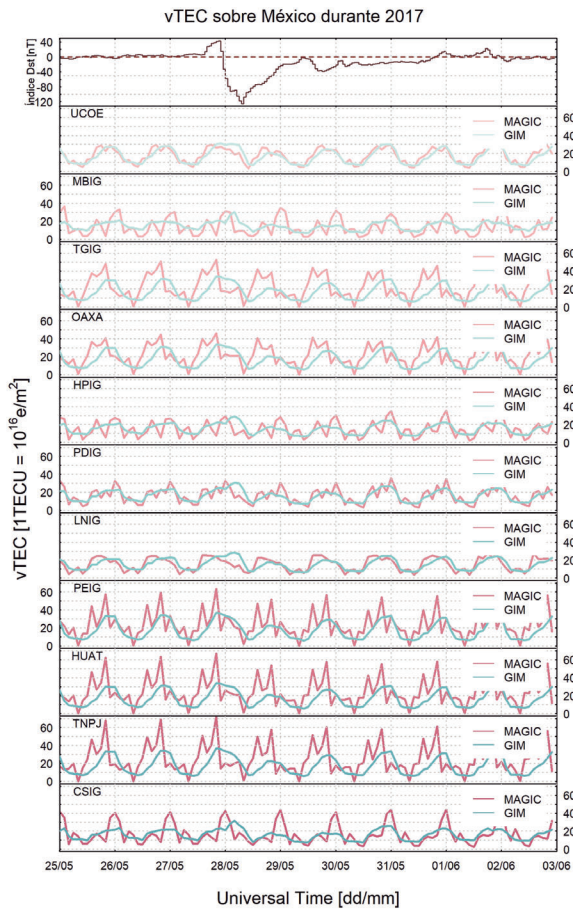 vTEC sobre México durante 2017
Índice Dst [nT]
40
0
-40
-80
-120
UCOE
MAGIC
GIM
60
40
20
0
MBIG
MAGIC
GIM
60
40
20
0
TGIG
MAGIC
GIM
60
40
20
0
OAXA
MAGIC
GIM
60
40
20
0
HPIG
MAGIC
GIM
60
40
20
0
PDIG
MAGIC
GIM
60
40
20
0
LNIG
MAGIC
GIM
60
40
20
0
PEIG
MAGIC
GIM
60
40
20
0
HUAT
MAGIC
GIM
60
40
20
0
TNPJ
MAGIC
GIM
60
40
20
0
CSIG
MAGIC
GIM
60
40
20
0
vTEC [1TECU = 10¹⁶e/m²]
25/05 26/05 27/05 28/05 29/05 30/05 31/05 01/06 02/06 03/06
Universal Time [dd/mm]